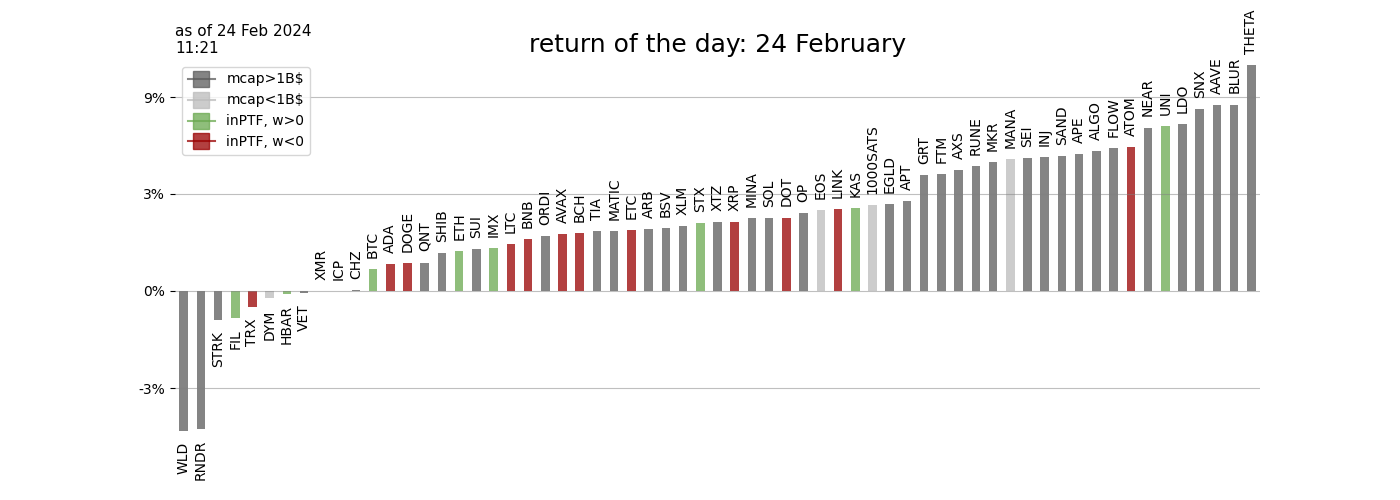 as of 24 Feb 2024
11:21
return of the day: 24 February
mcap>1B$
mcap<1B$
inPTF, w>0
inPTF, w<0
9%
3%
0%
-3%
WLD
RNDR
STRK
FIL
TRX
DYM
HBAR
VET
XMR
ICP
CHZ
BTC
ADA
DOGE
QNT
SHIB
ETH
SUI
IMX
LTC
BNB
ORDI
AVAX
BCH
TIA
MATIC
ETC
ARB
BSV
XLM
STX
XTZ
XRP
MINA
SOL
DOT
OP
EOS
LINK
KAS
1000SATS
EGLD
APT
GRT
FTM
AXS
RUNE
MKR
MANA
SEI
INJ
SAND
APE
ALGO
FLOW
ATOM
NEAR
UNI
LDO
SNX
AAVE
BLUR
THETA